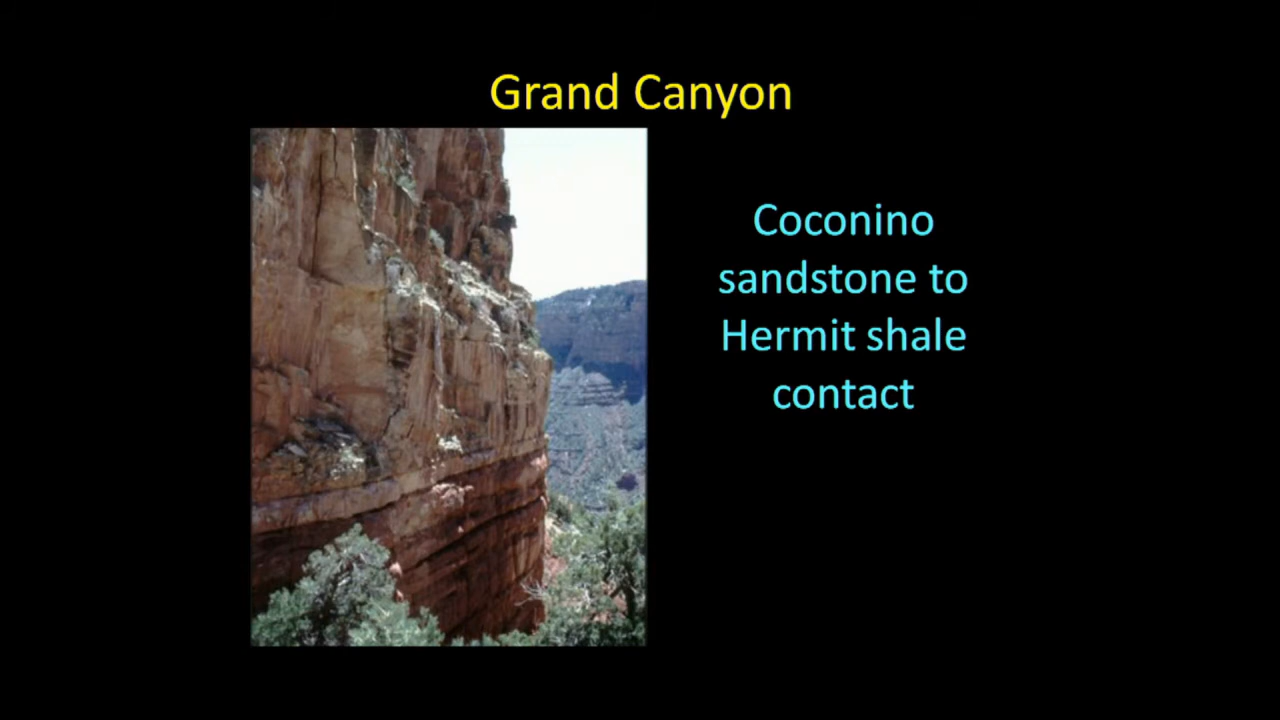 Grand Canyon
Coconino
sandstone to
Hermit shale
contact